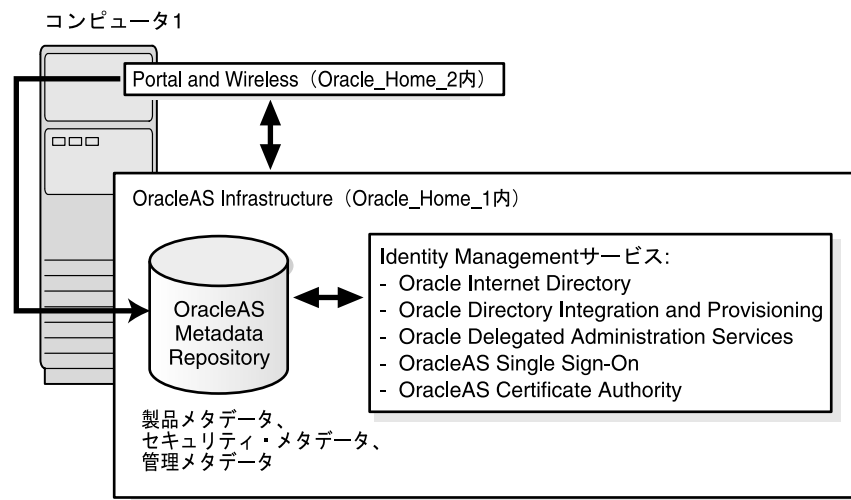 コンピュータ1
Portal and Wireless（Oracle_Home_2内）
OracleAS Infrastructure（Oracle_Home_1内）
OracleAS
Metadata
Repository
製品メタデータ、
セキュリティ・メタデータ、
管理メタデータ
Identity Managementサービス:
- Oracle Internet Directory
- Oracle Directory Integration and Provisioning
- Oracle Delegated Administration Services
- OracleAS Single Sign-On
- OracleAS Certificate Authority